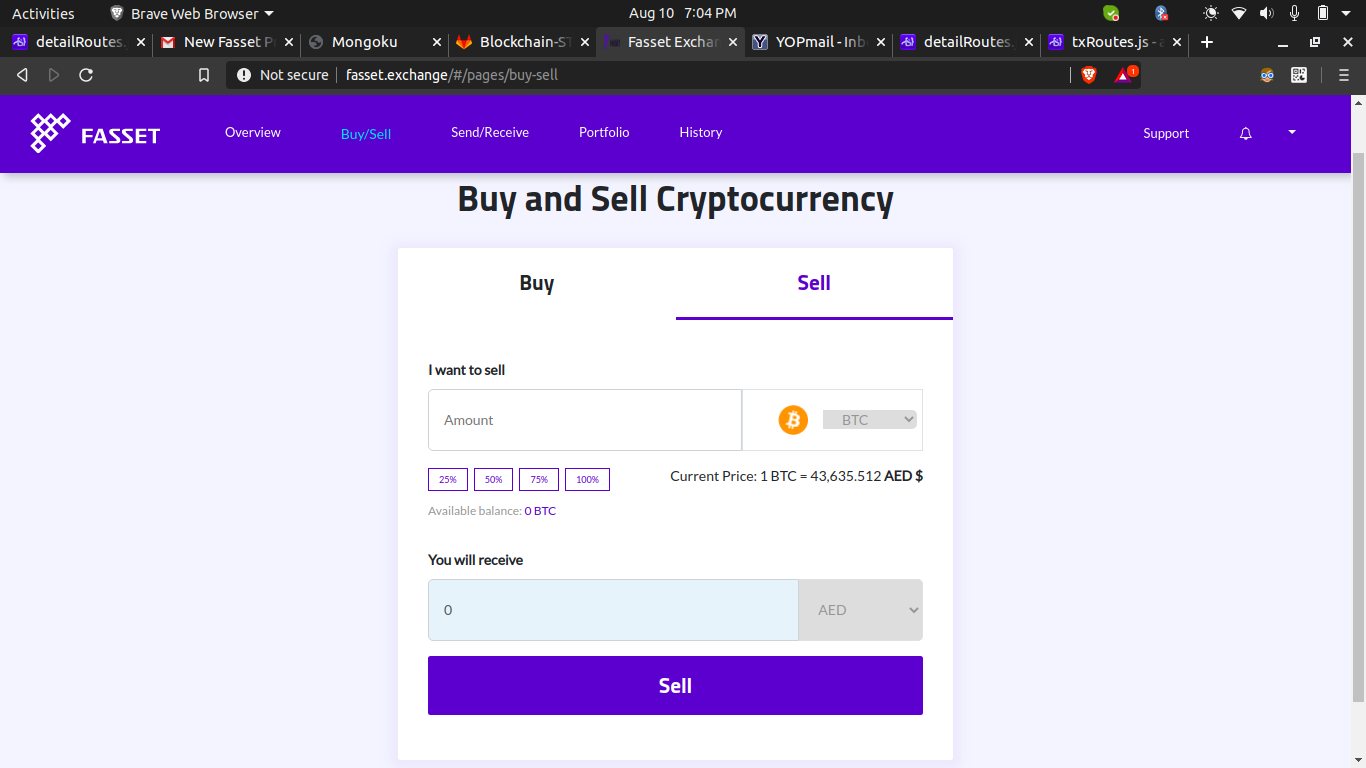 Activities Brave Web Browser Aug 10 7:04 PM
detailRoutes. New Fasset P Mongoku Blockchain-ST Fasset Exchan YOPmail - Inb detailRoutes. txRoutes.js - a
Not secure fasset.exchange/#/pages/buy-sell 1
FASSET Overview Buy/Sell Send/Receive Portfolio History Support
Buy and Sell Cryptocurrency
Buy Sell
I want to sell
Amount BTC
25% 50% 75% 100% Current Price: 1 BTC = 43,635.512 AED $
Available balance: 0 BTC
You will receive
0 AED
Sell